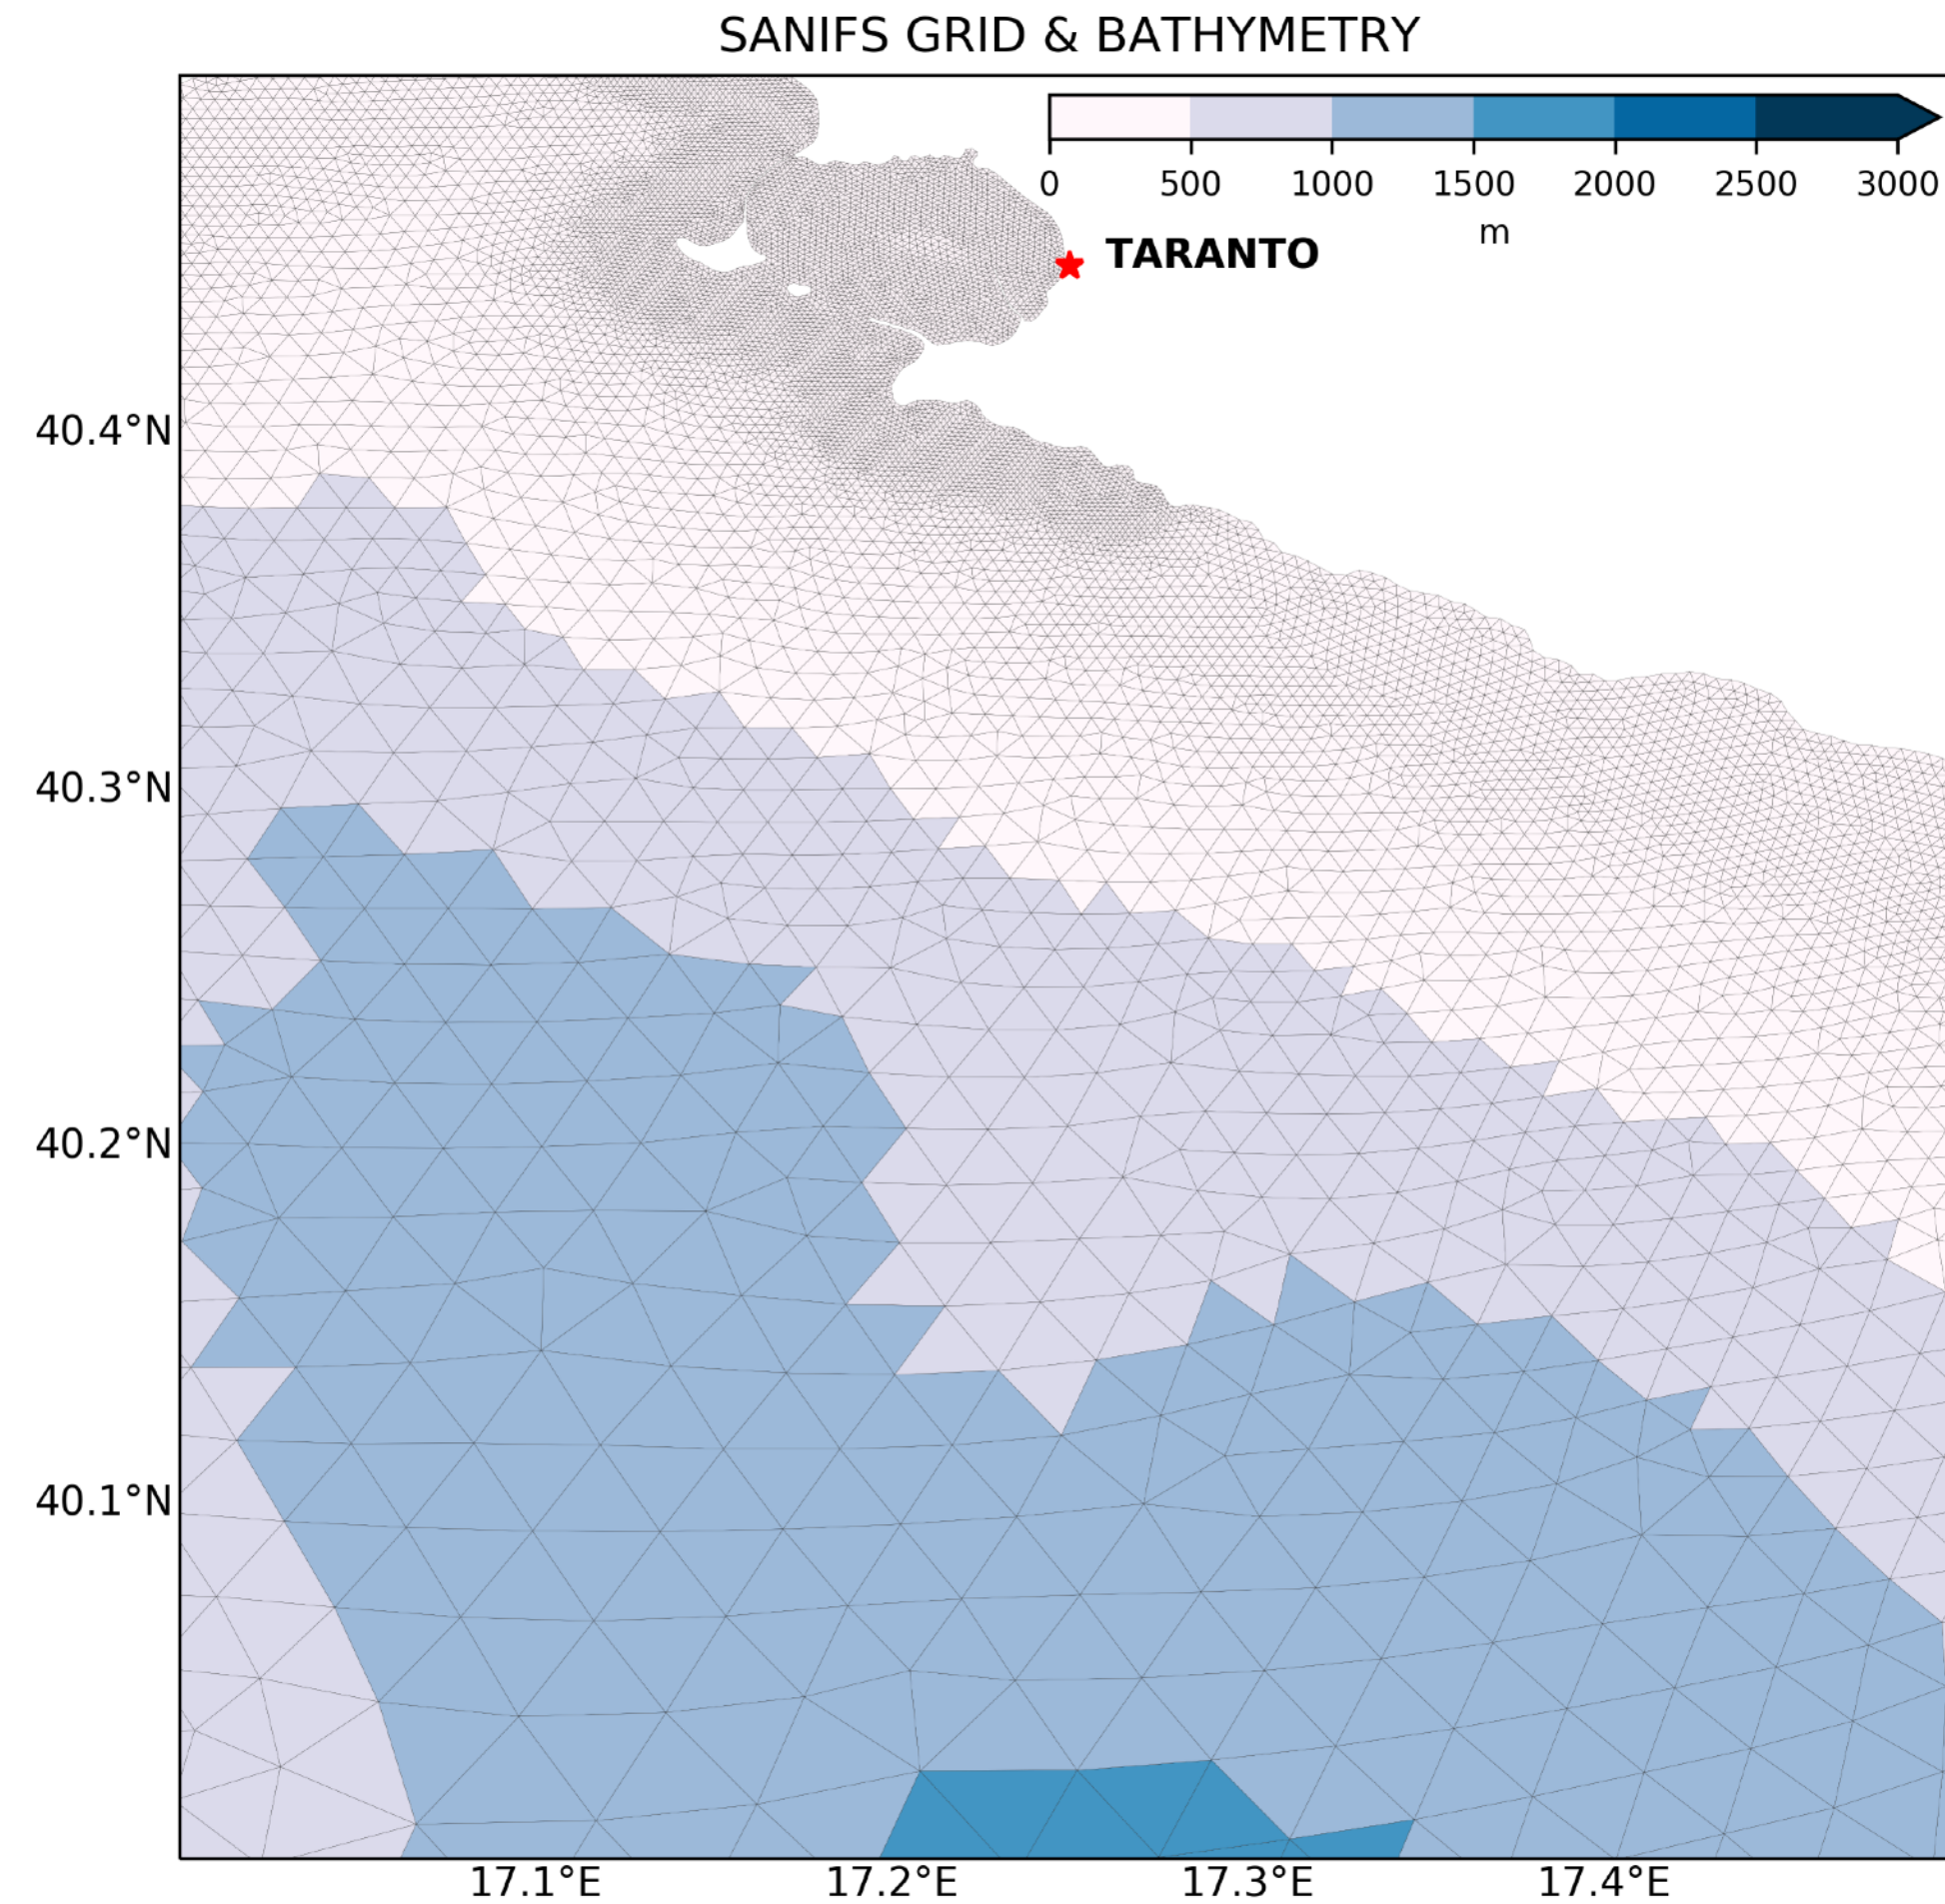 SANIFS GRID & BATHYMETRY
0 500 1000 1500 2000 2500 3000
m
TARANTO
40.4°N
40.3°N
40.2°N
40.1°N
17.1°E 17.2°E 17.3°E 17.4°E